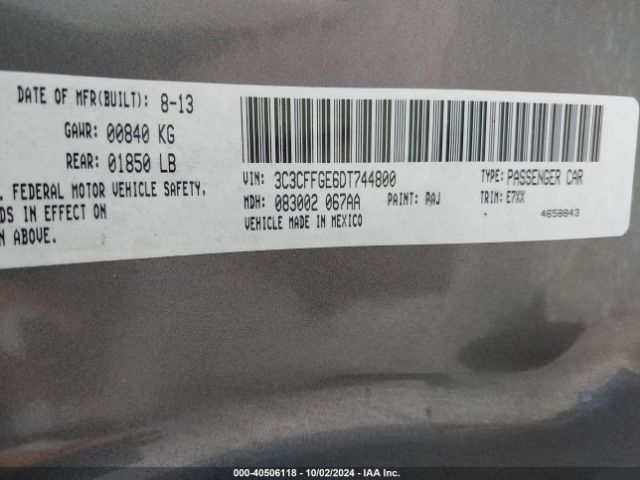 DATE OF MFR(BUILT): 8-13
GAWR: 00840 KG
REAR: 01850 LB
. FEDERAL MOTOR VEHICLE SAFETY,
DS IN EFFECT ON
N ABOVE.
VIN: 3C3CFFGE6DT744800
TYPE: PASSENGER CAR
MDH: 083002 067AA
PAINT: PAJ
TRIM: E7XX
VEHICLE MADE IN MEXICO
4658843
000-40506118 - 10/02/2024 - IAA Inc.